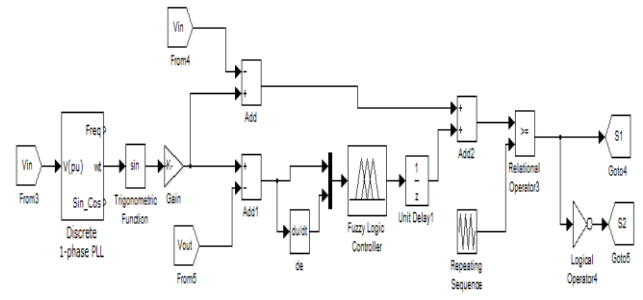 Vin
From4
−
+
Add
Freq
Vin
V(pu)
wt
sin
K-
From3
Sin_Cos
Trigonometric
Function
Gain
Discrete
1-phase PLL
+
−
Add1
Vout
From5
du/dt
de
Fuzzy Logic
Controller
1
z
Unit Delay1
+
+
Add2
>=
Relational
Operator3
S1
Goto4
Repeating
Sequence
Logical
Operator4
S2
Goto5